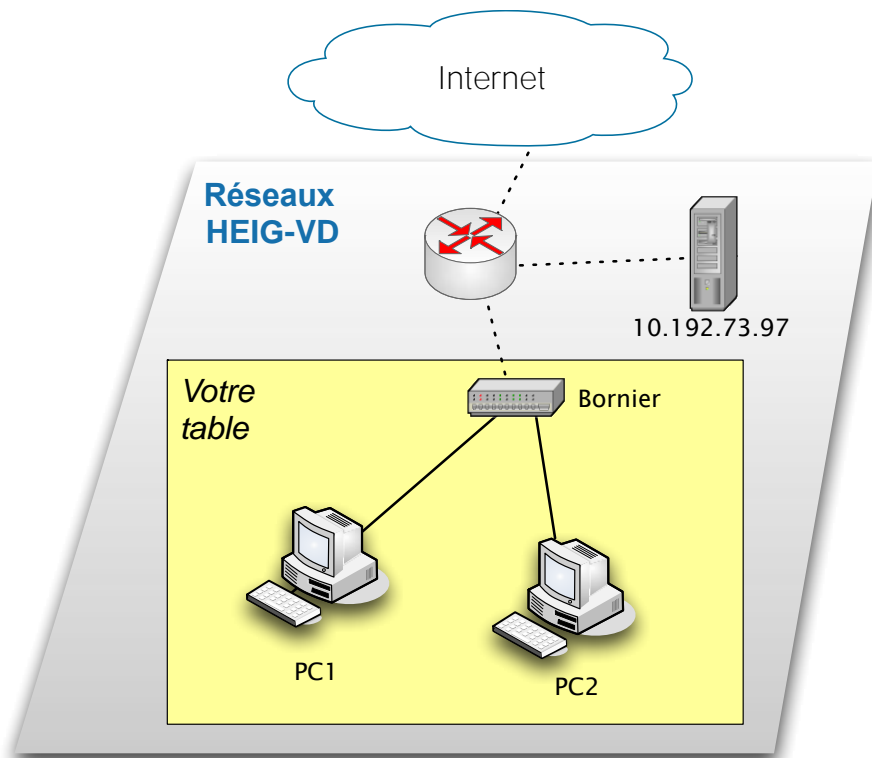 Internet
Réseaux
HEIG-VD
10.192.73.97
Votre
table
Bornier
PC1
PC2